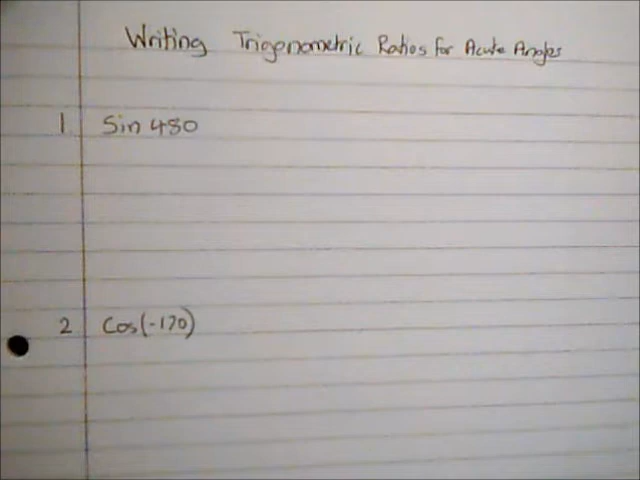 Writing Trigonometric Ratios for Acute Angles
1 Sin 480
2 Cos(-170)